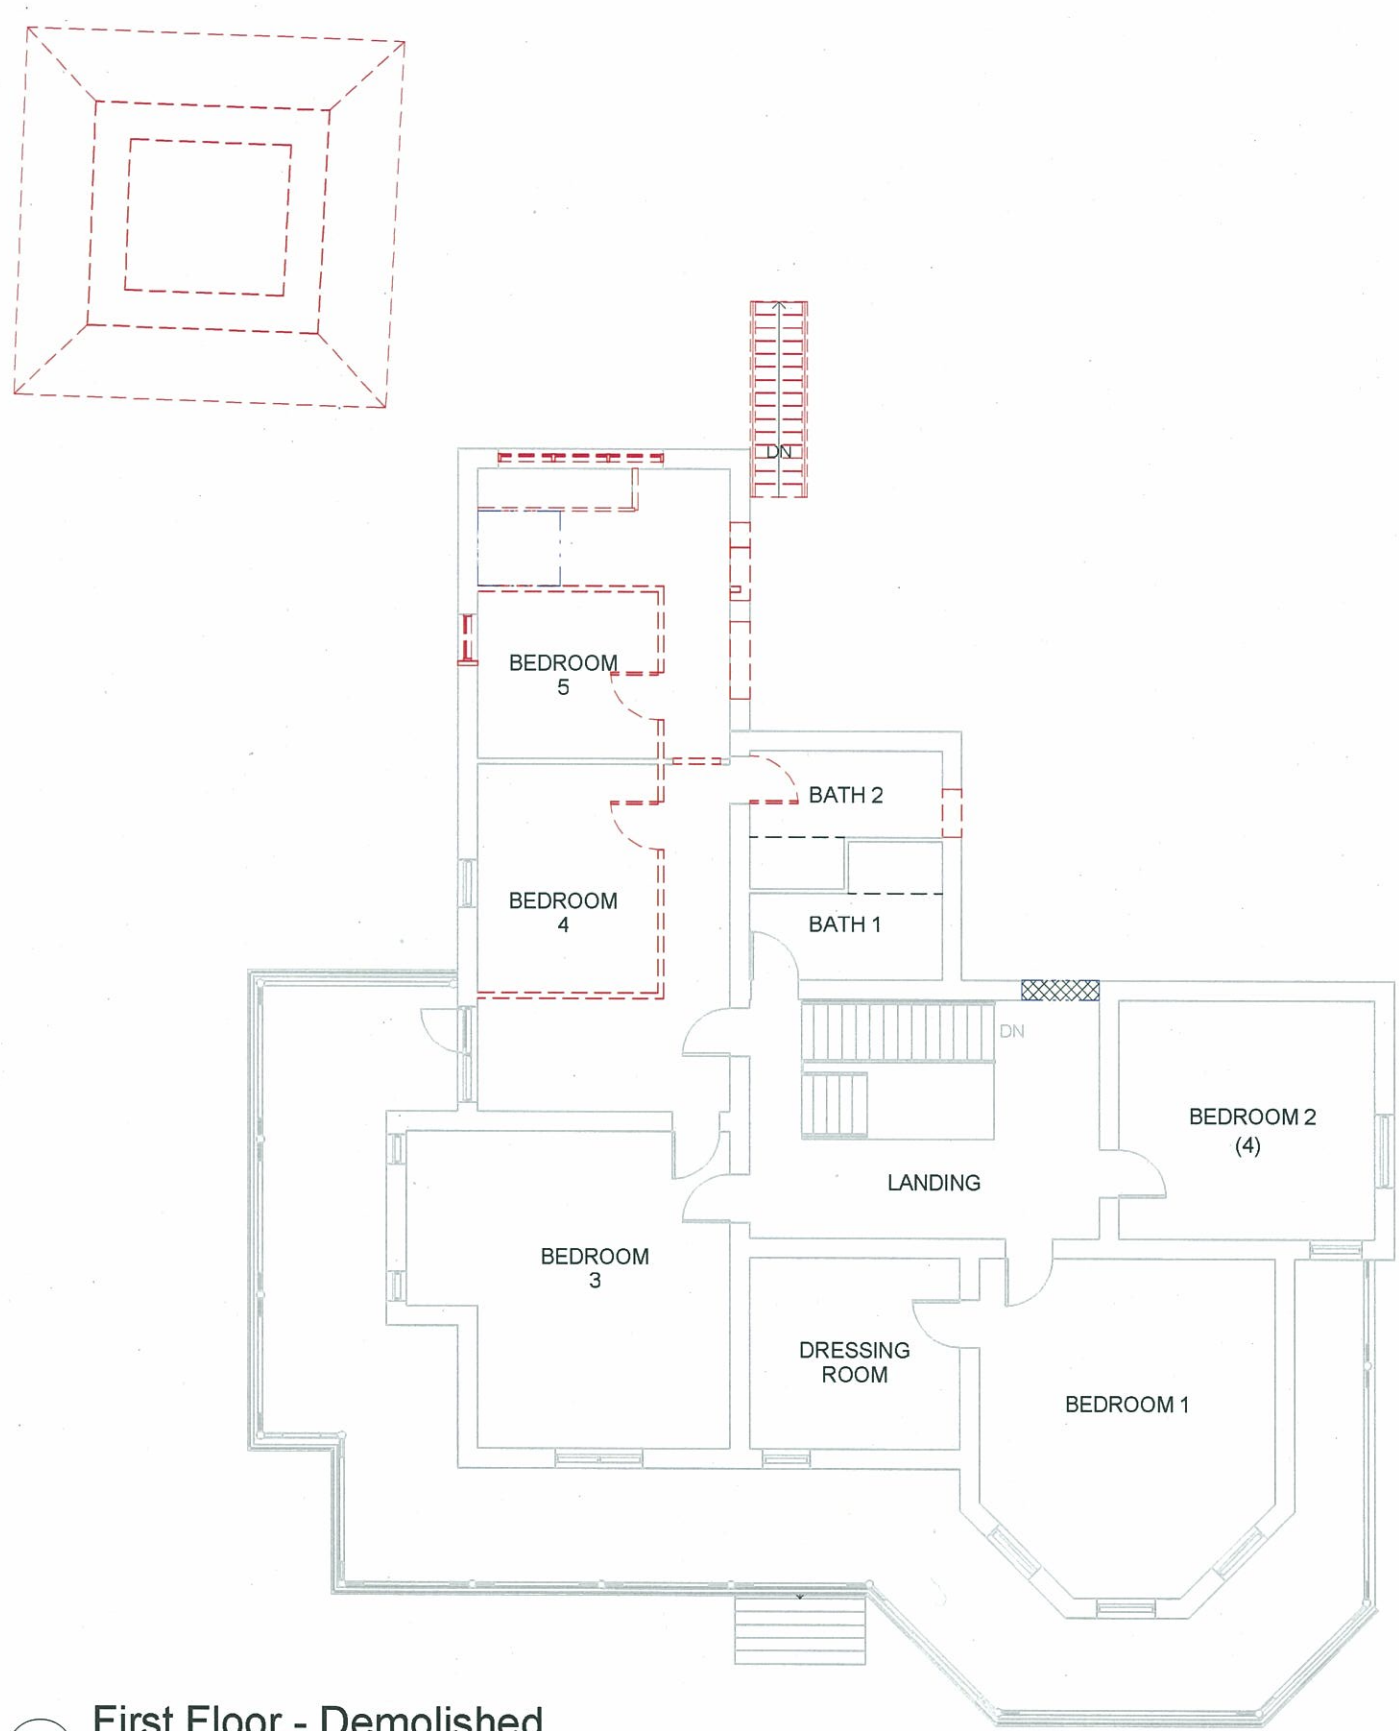 DN
BEDROOM
5
BATH 2
BEDROOM
4
BATH 1
DN
BEDROOM 2
(4)
LANDING
BEDROOM
3
DRESSING
ROOM
BEDROOM 1
First Floor - Demolished